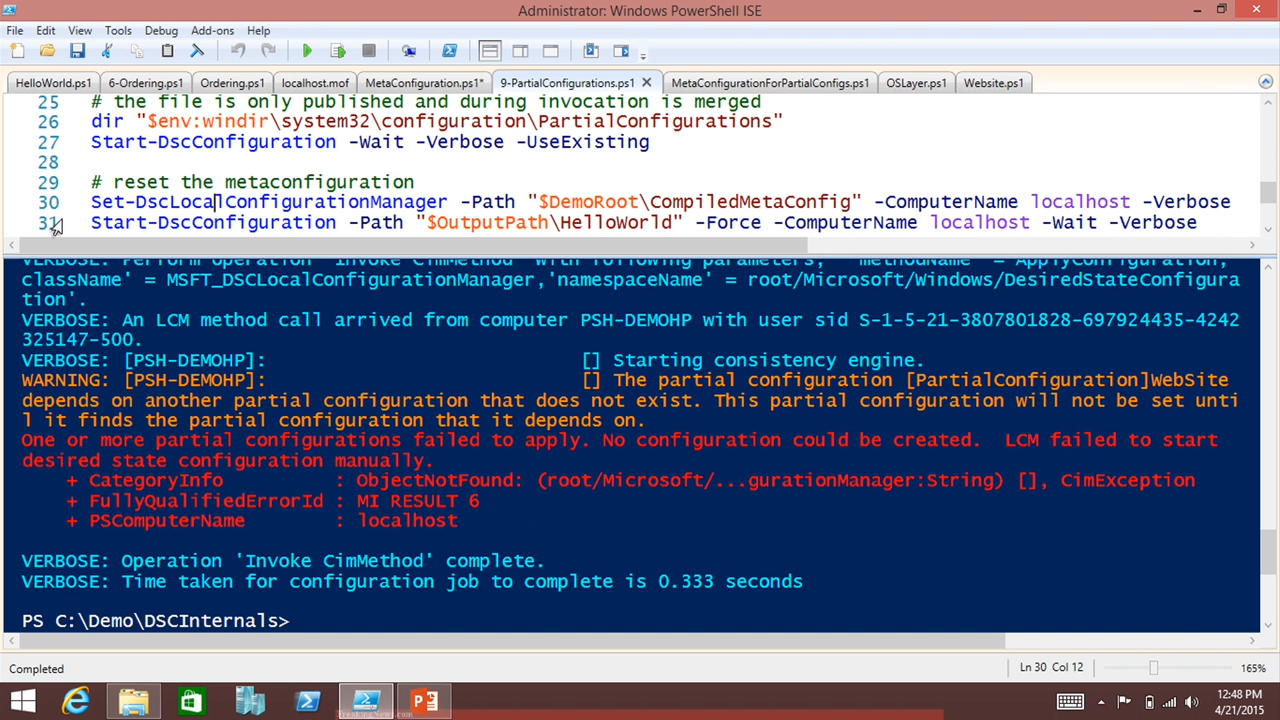 Administrator: Windows PowerShell ISE
File Edit View Tools Debug Add-ons Help
HelloWorld.ps1 6-Ordering.ps1 Ordering.ps1 localhost.mof MetaConfiguration.ps1* 9-PartialConfigurations.ps1 MetaConfigurationForPartialConfigs.ps1 OSLayer.ps1 Website.ps1
25 # the file is only published and during invocation is merged
26 dir "$env:windir\system32\configuration\PartialConfigurations"
27 Start-DscConfiguration -Wait -Verbose -UseExisting
28
29 # reset the metaconfiguration
30 Set-DscLocalConfigurationManager -Path "$DemoRoot\CompiledMetaConfig" -ComputerName localhost -Verbose
31 Start-DscConfiguration -Path "$OutputPath\HelloWorld" -Force -ComputerName localhost -Wait -Verbose
VERBOSE: Perform operation 'Invoke CimMethod' with following parameters, ''methodName' = ApplyConfiguration,'
className' = MSFT_DSCLocalConfigurationManager,'namespaceName' = root/Microsoft/Windows/DesiredStateConfigura
tion'.
VERBOSE: An LCM method call arrived from computer PSH-DEMOHP with user sid S-1-5-21-3807801828-697924435-4242
325147-500.
VERBOSE: [PSH-DEMOHP]: [] Starting consistency engine.
WARNING: [PSH-DEMOHP]: [] The partial configuration [PartialConfiguration]WebSite
depends on another partial configuration that does not exist. This partial configuration will not be set unti
l it finds the partial configuration that it depends on.
One or more partial configurations failed to apply. No configuration could be created.  LCM failed to start
desired state configuration manually.
+ CategoryInfo : ObjectNotFound: (root/Microsoft/...gurationManager:String) [], CimException
+ FullyQualifiedErrorId : MI RESULT 6
+ PSComputerName : localhost
VERBOSE: Operation 'Invoke CimMethod' complete.
VERBOSE: Time taken for configuration job to complete is 0.333 seconds
PS C:\Demo\DSCInternals>
Completed
Ln 30 Col 12
165%
12:48 PM
4/21/2015